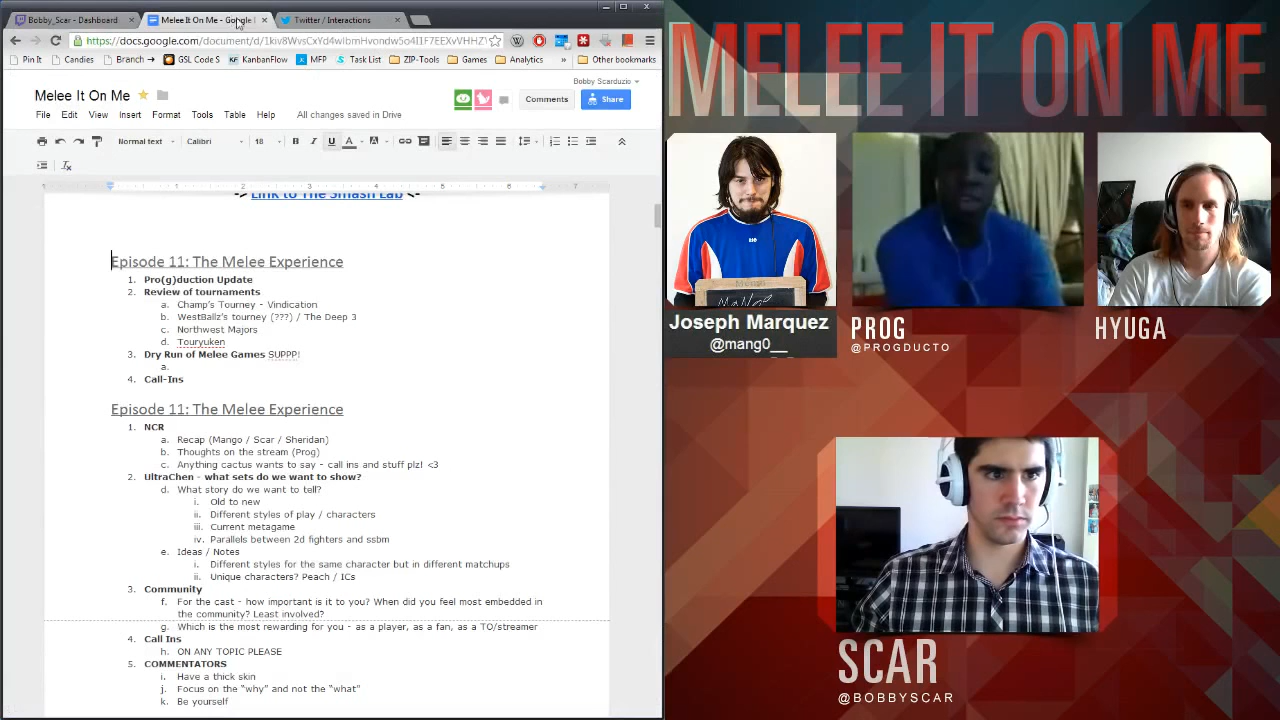 Bobby_Scar - Dashboard
Melee It On Me - Google
Twitter / Interactions
Pin It
Candies
Branch →
GSL Code S
KanbanFlow
MFP
Task List
ZIP-Tools
Games
Analytics
Other bookmarks
Bobby Scarduzio
Melee It On Me
Comments
Share
File Edit View Insert Format Tools Table Help All changes saved in Drive
Normal text Calibri 18 B I U A A
1 1 2 3 4 5 6 7
-> Link to The Smash Lab <-
Episode 11: The Melee Experience
1. Pro(g)duction Update
2. Review of tournaments
a. Champ's Tourney - Vindication
b. WestBallz's tourney (???) / The Deep 3
c. Northwest Majors
d. Touryuken
3. Dry Run of Melee Games SUPPP!
a.
4. Call-Ins
Episode 11: The Melee Experience
1. NCR
a. Recap (Mango / Scar / Sheridan)
b. Thoughts on the stream (Prog)
c. Anything cactus wants to say - call ins and stuff plz! <3
2. UltraChen - what sets do we want to show?
d. What story do we want to tell?
i. Old to new
ii. Different styles of play / characters
iii. Current metagame
iv. Parallels between 2d fighters and ssbm
e. Ideas / Notes
i. Different styles for the same character but in different matchups
ii. Unique characters? Peach / ICs
3. Community
f. For the cast - how important is it to you? When did you feel most embedded in
the community? Least involved?
g. Which is the most rewarding for you - as a player, as a fan, as a TO/streamer
4. Call Ins
h. ON ANY TOPIC PLEASE
5. COMMENTATORS
i. Have a thick skin
j. Focus on the "why" and not the "what"
k. Be yourself
MELEE IT ON ME
Joseph Marquez
@mang0__
PROG
@PROGDUCTO
HYUGA
SCAR
@BOBBYSCAR